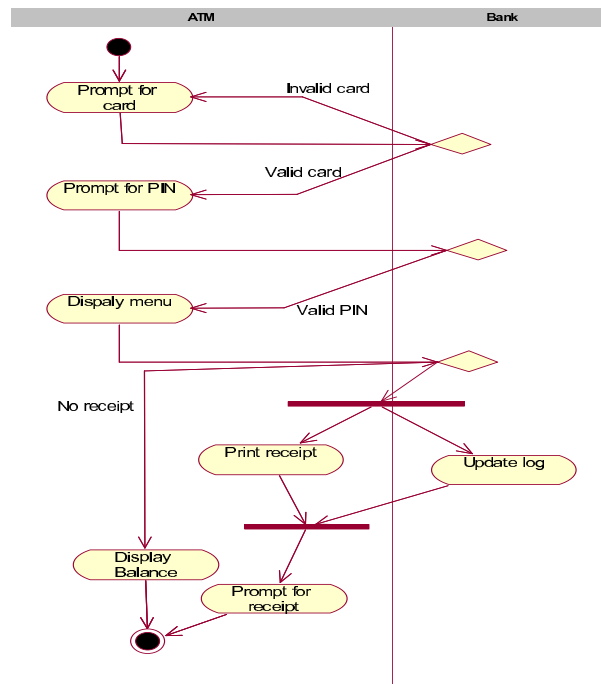 ATM
Bank
Prompt for
card
Invalid card
Valid card
Prompt for PIN
Dispaly menu
Valid PIN
No receipt
Print receipt
Update log
Display
Balance
Prompt for
receipt